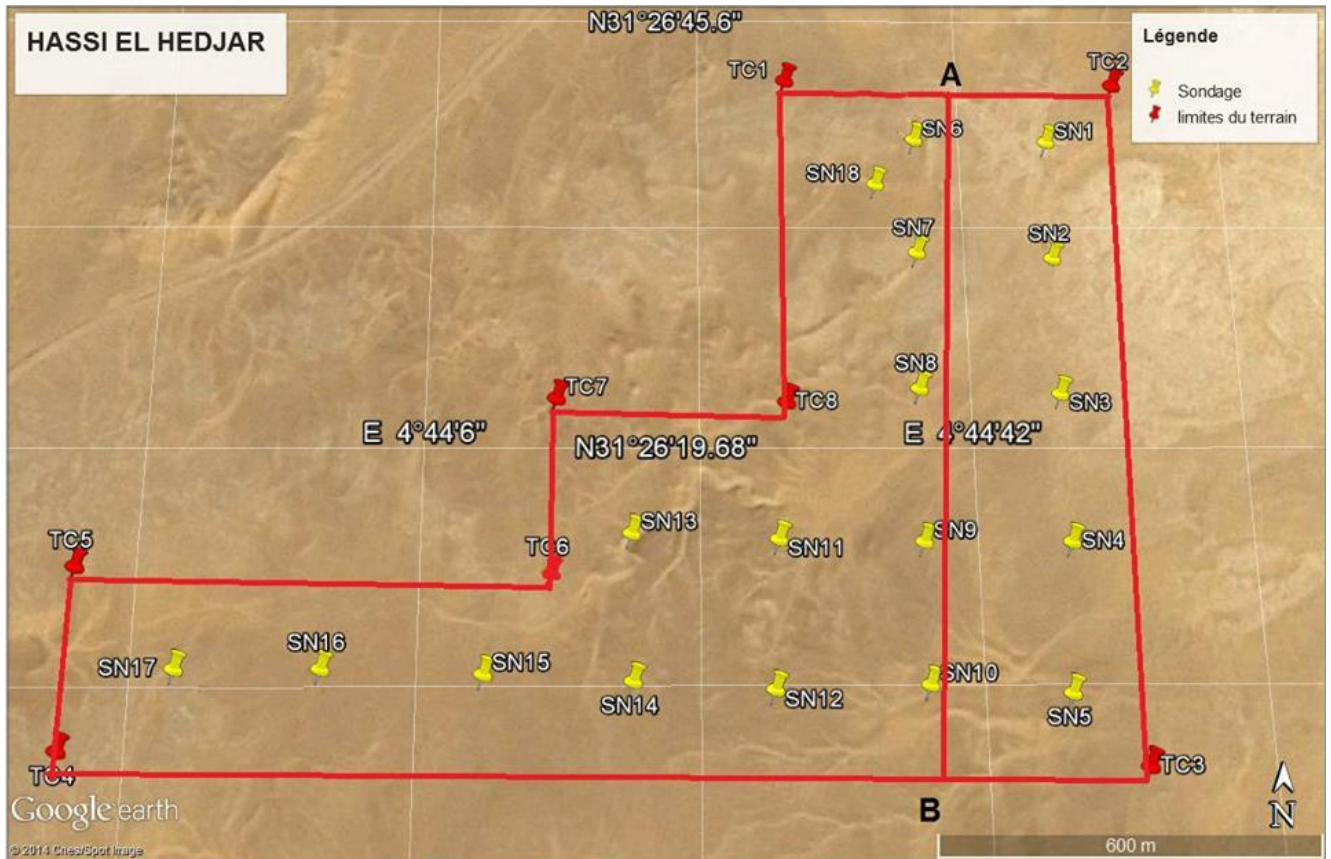 HASSI EL HEDJAR
N31°26'45.6"
Légende
Sondage
limites du terrain
TC1
A
TC2
SN6
SN1
SN18
SN7
SN2
SN8
SN3
TC7
TC8
E 4°44'6"
N31°26'19.68"
E 4°44'42"
SN13
SN11
SN9
SN4
TC5
TC6
SN17
SN16
SN15
SN14
SN12
SN10
SN5
TC4
TC3
B
N
Google earth
600 m
© 2014 Cnes/Spot Image